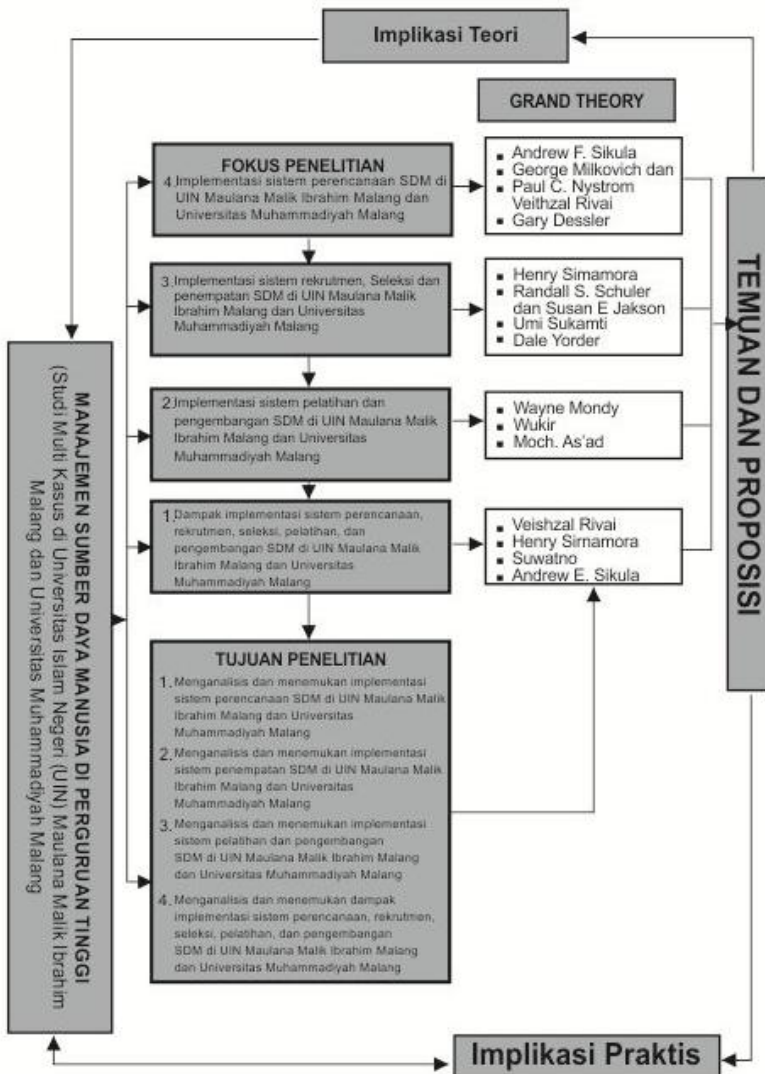 Implikasi Teori
GRAND THEORY
FOKUS PENELITIAN
4. Implementasi sistem perencanaan SDM di
UIN Maulana Malik Ibrahim Malang dan
Universitas Muhammadiyah Malang
▪ Andrew F. Sikula
▪ George Milkovich dan
▪ Paul C. Nystrom
Veithzal Rivai
▪ Gary Dessler
3. Implementasi sistem rekrutmen, Seleksi dan
penempatan SDM di UIN Maulana Malik
Ibrahim Malang dan Universitas
Muhammadiyah Malang
▪ Henry Simamora
▪ Randall S. Schuler
dan Susan E Jakson
▪ Umi Sukamti
▪ Dale Yorder
2. Implementasi sistem pelatihan dan
pengembangan SDM di UIN Maulana Malik
Ibrahim Malang dan Universitas
Muhammadiyah Malang
▪ Wayne Mondy
▪ Wukir
▪ Moch. As'ad
1. Dampak implementasi sistem perencanaan,
rekrutmen, seleksi, pelatihan, dan
pengembangan SDM di UIN Maulana Malik
Ibrahim Malang dan Universitas
Muhammadiyah Malang
▪ Veishzal Rivai
▪ Henry Sirnamora
▪ Suwatno
▪ Andrew E. Sikula
TUJUAN PENELITIAN
1. Menganalisis dan menemukan implementasi
sistem perencanaan SDM di UIN Maulana Malik
Ibrahim Malang dan Universitas
Muhammadiyah Malang
2. Menganalisis dan menemukan implementasi
sistem penempatan SDM di UIN Maulana Malik
Ibrahim Malang dan Universitas
Muhammadiyah Malang
3. Menganalisis dan menemukan implementasi
sistem pelatihan dan pengembangan
SDM di UIN Maulana Malik Ibrahim Malang
dan Universitas Muhammadiyah Malang
4. Menganalisis dan menemukan dampak
implementasi sistem perencanaan, rekrutmen,
seleksi, pelatihan, dan pengembangan
SDM di UIN Maulana Malik Ibrahim Malang
dan Universitas Muhammadiyah Malang
MANAJEMEN SUMBER DAYA MANUSIA DI PERGURUAN TINGGI
(Studi Multi Kasus di Universitas Islam Negeri (UIN) Maulana Malik Ibrahim
Malang dan Universitas Muhammadiyah Malang
TEMUAN DAN PROPOSISI
Implikasi Praktis